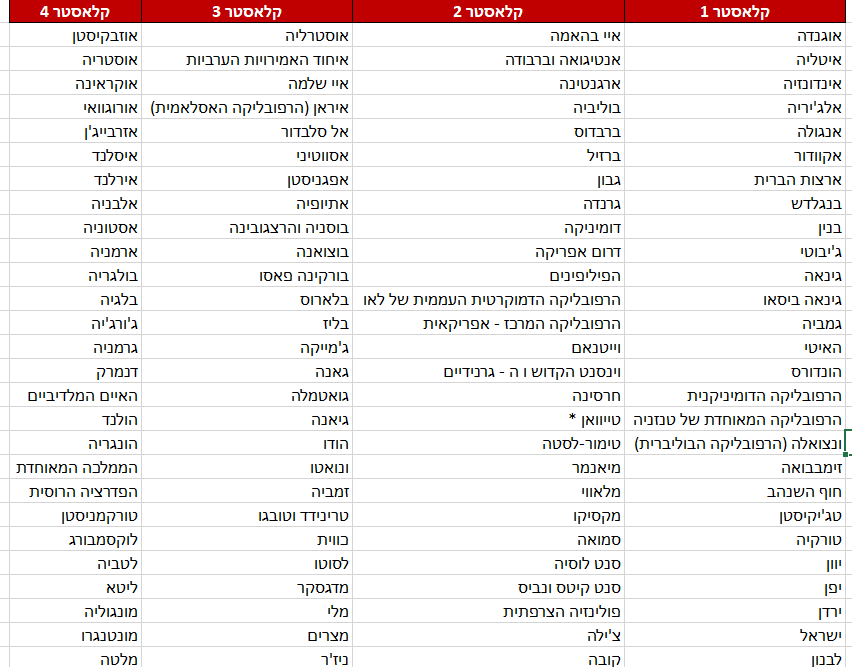 קלאסטר 1 קלאסטר 2 קלאסטר 3 קלאסטר 4
אוגנדה איי בהאמה אוסטרליה אוזבקיסטן
איטליה אנטיגואה וברבודה איחוד האמירויות הערביות אוסטריה
אינדונזיה ארגנטינה איי שלמה אוקראינה
אלג'יריה בוליביה איראן (הרפובליקה האסלאמית) אורוגוואי
אנגולה ברבדוס אל סלבדור אזרבייג'ן
אקוודור ברזיל אסווטיני איסלנד
ארצות הברית גבון אפגניסטן אירלנד
בנגלדש גרנדה אתיופיה אלבניה
בנין דומיניקה בוסניה והרצגובינה אסטוניה
ג'יבוטי דרום אפריקה בוצואנה ארמניה
גינאה הפיליפינים בורקינה פאסו בולגריה
גינאה ביסאו הרפובליקה הדמוקרטית העממית של לאו בלארוס בלגיה
גמביה הרפובליקה המרכז - אפריקאית בליז ג'ורג'יה
האיטי וייטנאם ג'מייקה גרמניה
הונדורס וינסנט הקדוש ו ה - גרנידיים גאנה דנמרק
הרפובליקה הדומיניקנית חרסינה גואטמלה האיים המלדיביים
הרפובליקה המאוחדת של טנזניה טייוואן * גיאנה הולנד
ונצואלה (הרפובליקה הבוליברית) טימור-לסטה הודו הונגריה
זימבבואה מיאנמר ונואטו הממלכה המאוחדת
חוף השנהב מלאווי זמביה הפדרציה הרוסית
טג'יקיסטן מקסיקו טרינידד וטובגו טורקמניסטן
טורקיה סמואה כווית לוקסמבורג
יוון סנט לוסיה לסוטו לטביה
יפן סנט קיטס ונביס מדגסקר ליטא
ירדן פולינזיה הצרפתית מלי מונגוליה
ישראל צ'ילה מצרים מונטנגרו
לבנון קובה ניז'ר מלטה